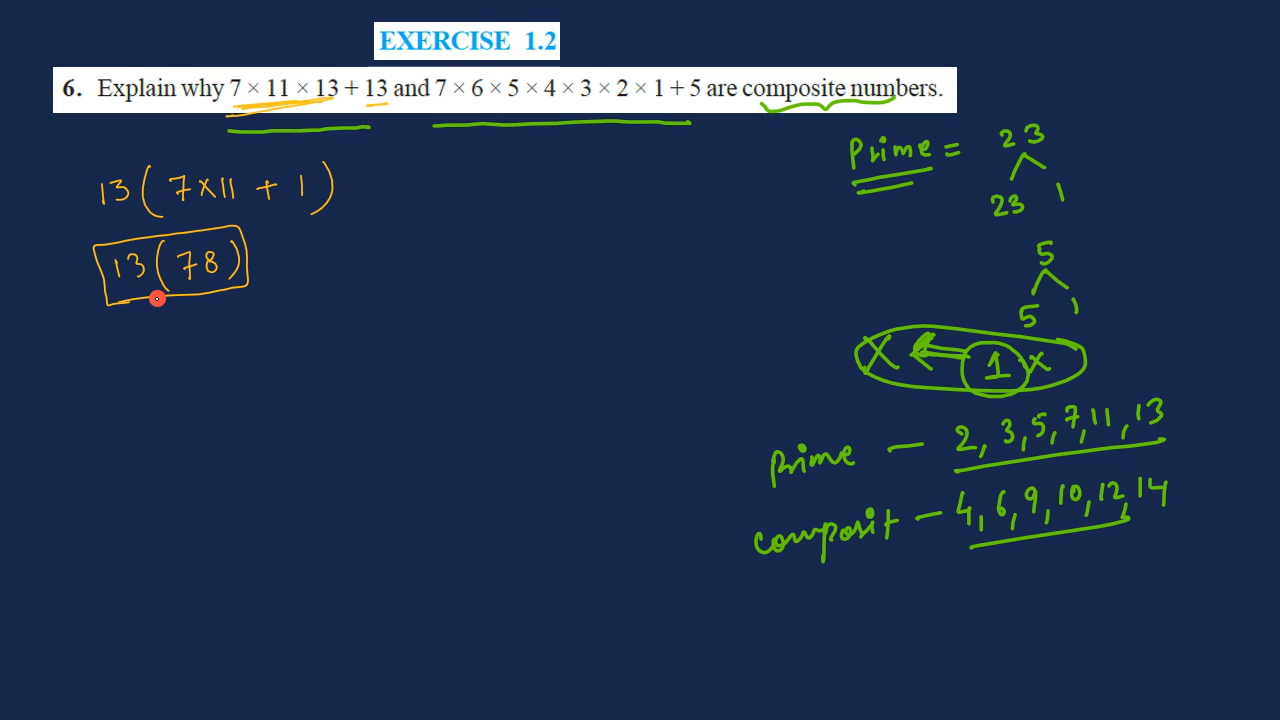 EXERCISE 1.2
6. Explain why 7 × 11 × 13 + 13 and 7 × 6 × 5 × 4 × 3 × 2 × 1 + 5 are composite numbers.
13 ( 7 × 11 + 1 )
13 ( 78 )
Prime = 23
23 1
5
5 1
X 1 x
prime — 2, 3, 5, 7, 11, 13
composit — 4, 6, 9, 10, 12, 14